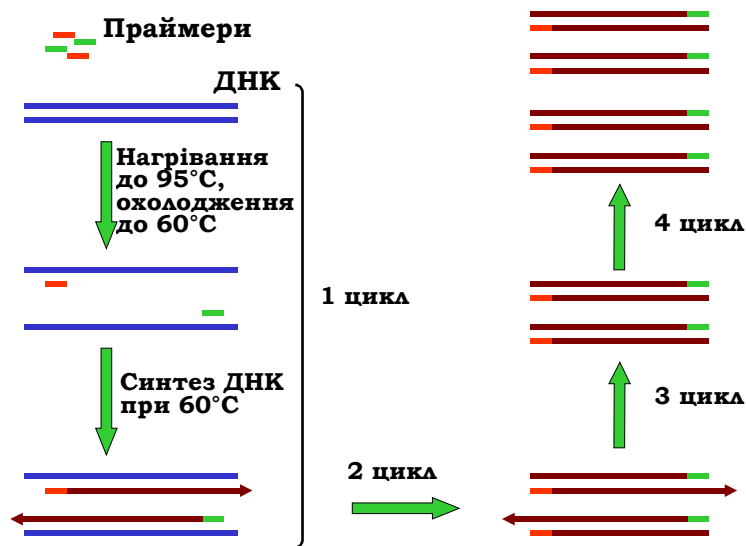 Праймери
ДНК
Нагрівання
до 95°C,
охолодження
до 60°C
1 цикл
Синтез ДНК
при 60°C
2 цикл
3 цикл
4 цикл